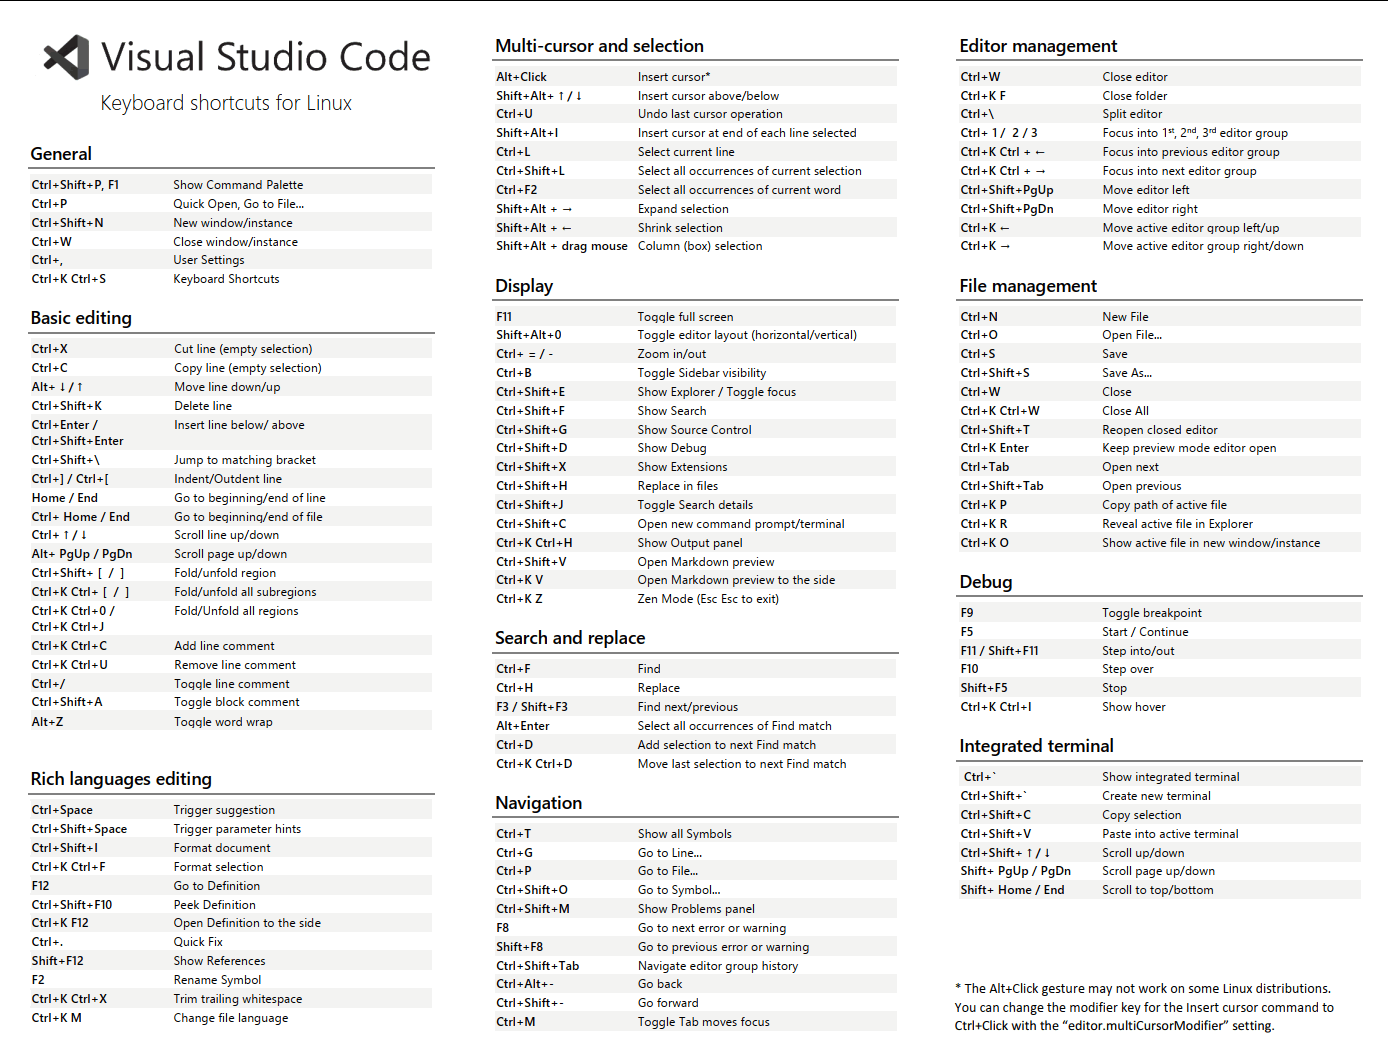 Visual Studio Code
Keyboard shortcuts for Linux
General
Ctrl+Shift+P, F1 Show Command Palette
Ctrl+P Quick Open, Go to File...
Ctrl+Shift+N New window/instance
Ctrl+W Close window/instance
Ctrl+, User Settings
Ctrl+K Ctrl+S Keyboard Shortcuts
Basic editing
Ctrl+X Cut line (empty selection)
Ctrl+C Copy line (empty selection)
Alt+ ↓ / ↑ Move line down/up
Ctrl+Shift+K Delete line
Ctrl+Enter / Insert line below/ above
Ctrl+Shift+Enter
Ctrl+Shift+\ Jump to matching bracket
Ctrl+] / Ctrl+[ Indent/Outdent line
Home / End Go to beginning/end of line
Ctrl+ Home / End Go to beginning/end of file
Ctrl+ ↑ / ↓ Scroll line up/down
Alt+ PgUp / PgDn Scroll page up/down
Ctrl+Shift+ [ / ] Fold/unfold region
Ctrl+K Ctrl+ [ / ] Fold/unfold all subregions
Ctrl+K Ctrl+0 / Fold/Unfold all regions
Ctrl+K Ctrl+J
Ctrl+K Ctrl+C Add line comment
Ctrl+K Ctrl+U Remove line comment
Ctrl+/ Toggle line comment
Ctrl+Shift+A Toggle block comment
Alt+Z Toggle word wrap
Rich languages editing
Ctrl+Space Trigger suggestion
Ctrl+Shift+Space Trigger parameter hints
Ctrl+Shift+I Format document
Ctrl+K Ctrl+F Format selection
F12 Go to Definition
Ctrl+Shift+F10 Peek Definition
Ctrl+K F12 Open Definition to the side
Ctrl+. Quick Fix
Shift+F12 Show References
F2 Rename Symbol
Ctrl+K Ctrl+X Trim trailing whitespace
Ctrl+K M Change file language
Multi-cursor and selection
Alt+Click Insert cursor*
Shift+Alt+ ↑ / ↓ Insert cursor above/below
Ctrl+U Undo last cursor operation
Shift+Alt+I Insert cursor at end of each line selected
Ctrl+L Select current line
Ctrl+Shift+L Select all occurrences of current selection
Ctrl+F2 Select all occurrences of current word
Shift+Alt + → Expand selection
Shift+Alt + ← Shrink selection
Shift+Alt + drag mouse Column (box) selection
Display
F11 Toggle full screen
Shift+Alt+0 Toggle editor layout (horizontal/vertical)
Ctrl+ = / - Zoom in/out
Ctrl+B Toggle Sidebar visibility
Ctrl+Shift+E Show Explorer / Toggle focus
Ctrl+Shift+F Show Search
Ctrl+Shift+G Show Source Control
Ctrl+Shift+D Show Debug
Ctrl+Shift+X Show Extensions
Ctrl+Shift+H Replace in files
Ctrl+Shift+J Toggle Search details
Ctrl+Shift+C Open new command prompt/terminal
Ctrl+K Ctrl+H Show Output panel
Ctrl+Shift+V Open Markdown preview
Ctrl+K V Open Markdown preview to the side
Ctrl+K Z Zen Mode (Esc Esc to exit)
Search and replace
Ctrl+F Find
Ctrl+H Replace
F3 / Shift+F3 Find next/previous
Alt+Enter Select all occurrences of Find match
Ctrl+D Add selection to next Find match
Ctrl+K Ctrl+D Move last selection to next Find match
Navigation
Ctrl+T Show all Symbols
Ctrl+G Go to Line...
Ctrl+P Go to File...
Ctrl+Shift+O Go to Symbol...
Ctrl+Shift+M Show Problems panel
F8 Go to next error or warning
Shift+F8 Go to previous error or warning
Ctrl+Shift+Tab Navigate editor group history
Ctrl+Alt+- Go back
Ctrl+Shift+- Go forward
Ctrl+M Toggle Tab moves focus
Editor management
Ctrl+W Close editor
Ctrl+K F Close folder
Ctrl+\ Split editor
Ctrl+ 1 / 2 / 3 Focus into 1st, 2nd, 3rd editor group
Ctrl+K Ctrl + ← Focus into previous editor group
Ctrl+K Ctrl + → Focus into next editor group
Ctrl+Shift+PgUp Move editor left
Ctrl+Shift+PgDn Move editor right
Ctrl+K ← Move active editor group left/up
Ctrl+K → Move active editor group right/down
File management
Ctrl+N New File
Ctrl+O Open File...
Ctrl+S Save
Ctrl+Shift+S Save As...
Ctrl+W Close
Ctrl+K Ctrl+W Close All
Ctrl+Shift+T Reopen closed editor
Ctrl+K Enter Keep preview mode editor open
Ctrl+Tab Open next
Ctrl+Shift+Tab Open previous
Ctrl+K P Copy path of active file
Ctrl+K R Reveal active file in Explorer
Ctrl+K O Show active file in new window/instance
Debug
F9 Toggle breakpoint
F5 Start / Continue
F11 / Shift+F11 Step into/out
F10 Step over
Shift+F5 Stop
Ctrl+K Ctrl+I Show hover
Integrated terminal
Ctrl+` Show integrated terminal
Ctrl+Shift+` Create new terminal
Ctrl+Shift+C Copy selection
Ctrl+Shift+V Paste into active terminal
Ctrl+Shift+ ↑ / ↓ Scroll up/down
Shift+ PgUp / PgDn Scroll page up/down
Shift+ Home / End Scroll to top/bottom
* The Alt+Click gesture may not work on some Linux distributions.
You can change the modifier key for the Insert cursor command to
Ctrl+Click with the “editor.multiCursorModifier” setting.